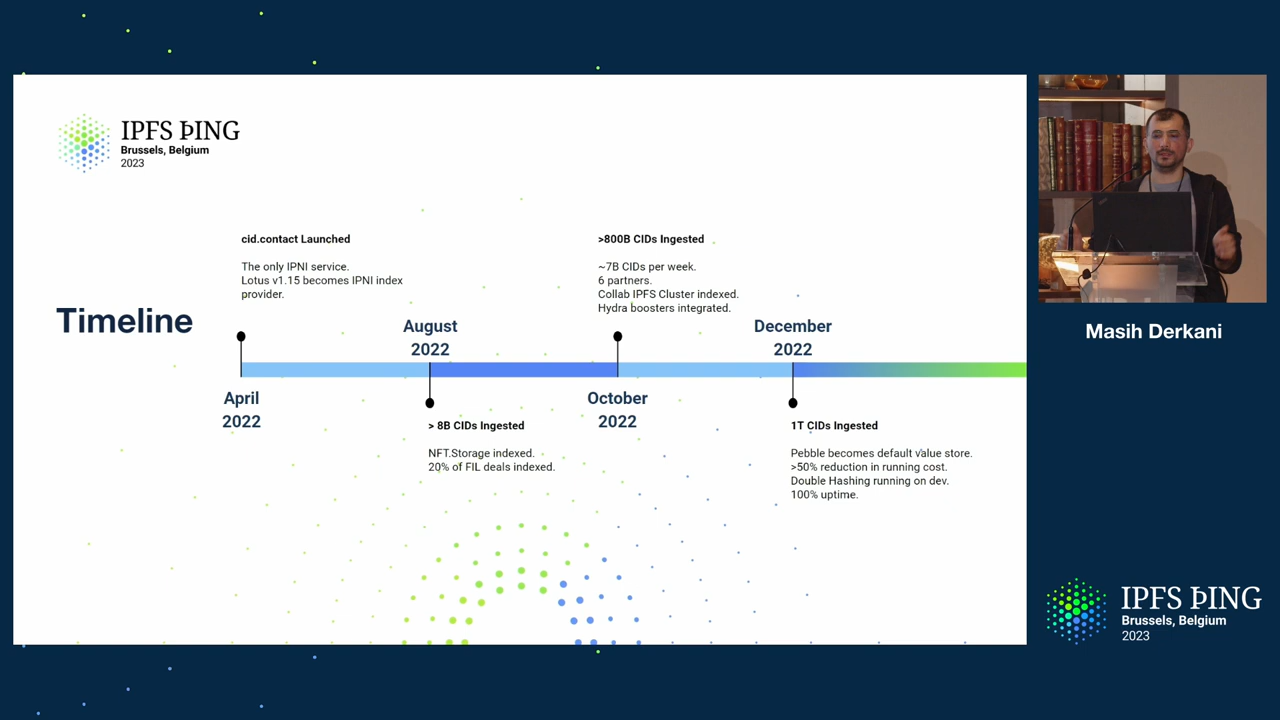 IPFS ÞING
Brussels, Belgium
2023
Timeline
cid.contact Launched
The only IPNI service.
Lotus v1.15 becomes IPNI index
provider.
April
2022
August
2022
> 8B CIDs Ingested
NFT.Storage indexed.
20% of FIL deals indexed.
>800B CIDs Ingested
~7B CIDs per week.
6 partners.
Collab IPFS Cluster indexed.
Hydra boosters integrated.
October
2022
December
2022
1T CIDs Ingested
Pebble becomes default value store.
>50% reduction in running cost.
Double Hashing running on dev.
100% uptime.
Masih Derkani
IPFS ÞING
Brussels, Belgium
2023